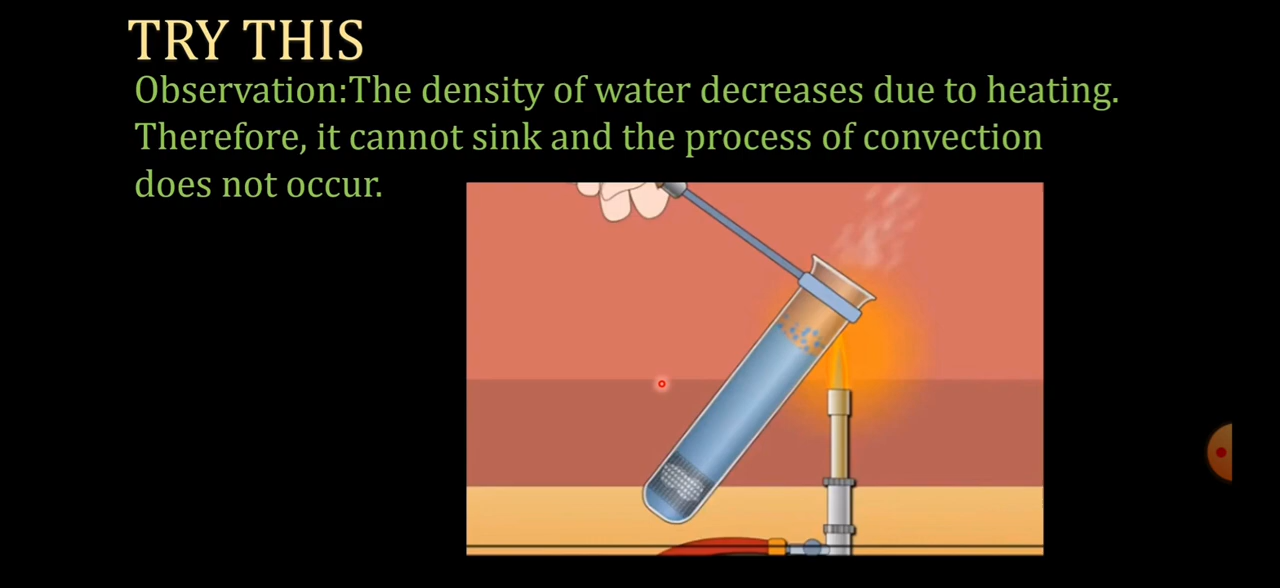 TRY THIS
Observation:The density of water decreases due to heating.
Therefore, it cannot sink and the process of convection
does not occur.